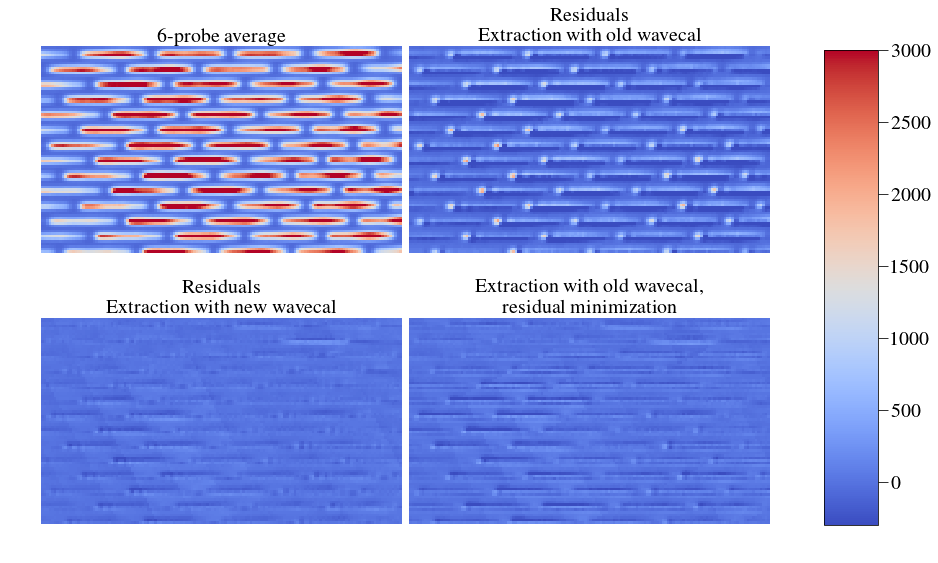 6-probe average
Residuals
Extraction with old wavecal
Residuals
Extraction with new wavecal
Extraction with old wavecal,
residual minimization
3000
2500
2000
1500
1000
500
0